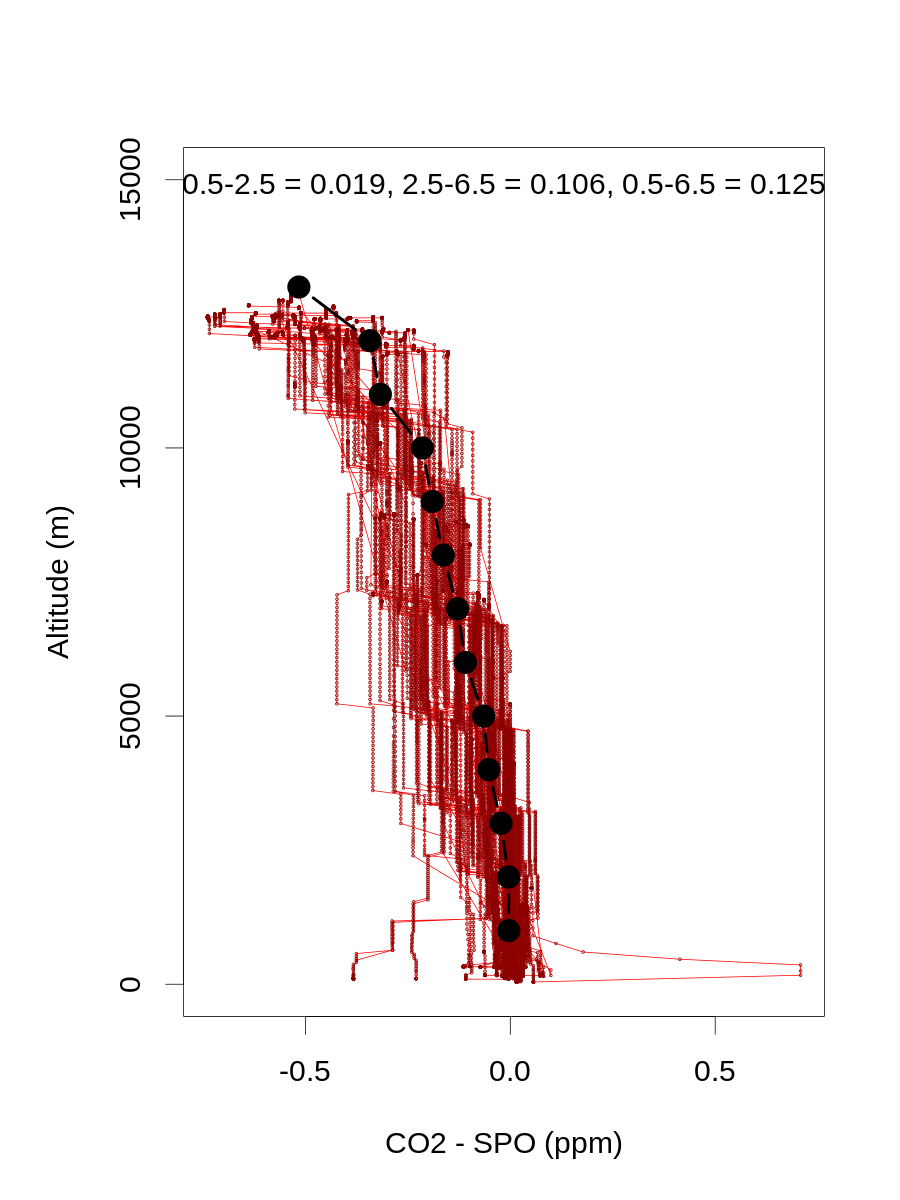 0.5-2.5 = 0.019, 2.5-6.5 = 0.106, 0.5-6.5 = 0.125
15000
10000
5000
0
Altitude (m)
-0.5 0.0 0.5
CO2 - SPO (ppm)